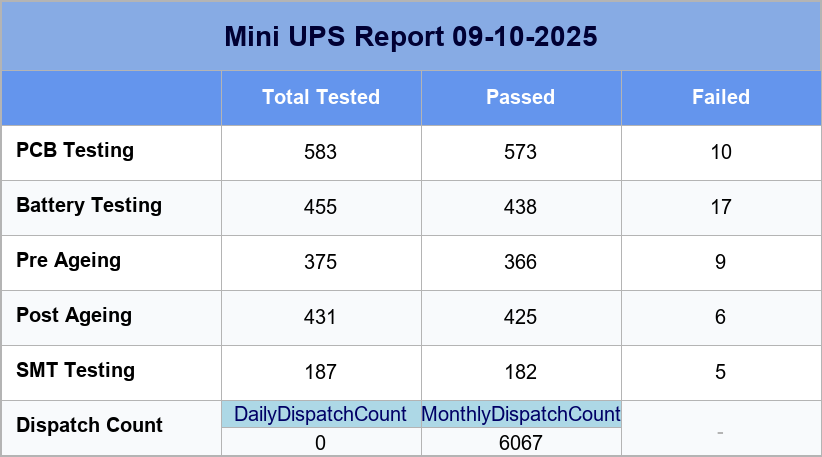 Mini UPS Report 09-10-2025
Total Tested Passed Failed
PCB Testing 583 573 10
Battery Testing 455 438 17
Pre Ageing 375 366 9
Post Ageing 431 425 6
SMT Testing 187 182 5
DailyDispatchCount MonthlyDispatchCount
Dispatch Count -
0 6067